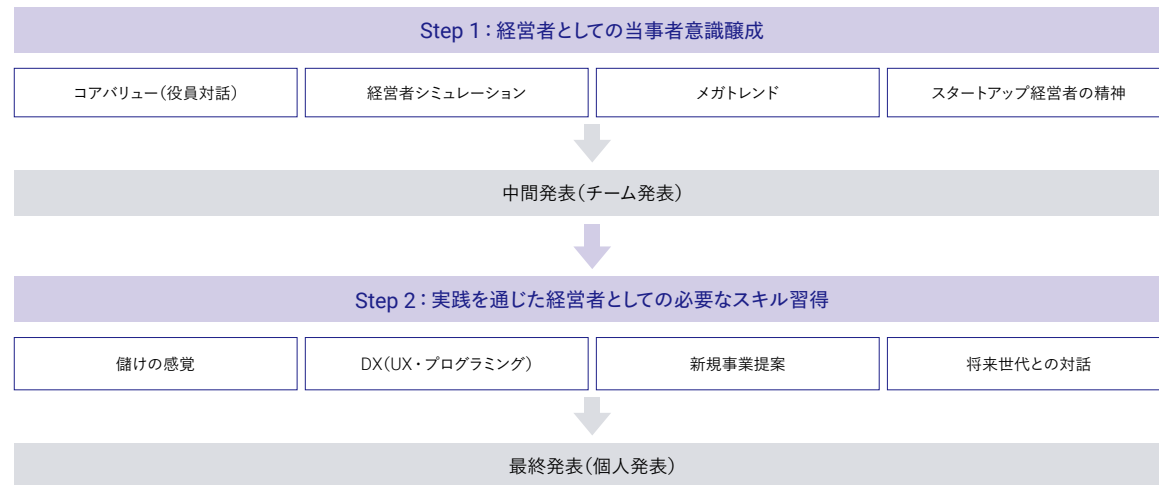 Step 1：経営者としての当事者意識醸成
コアバリュー（役員対話）
経営者シミュレーション
メガトレンド
スタートアップ経営者の精神
中間発表（チーム発表）
Step 2：実践を通じた経営者としての必要なスキル習得
儲けの感覚
DX（UX・プログラミング）
新規事業提案
将来世代との対話
最終発表（個人発表）